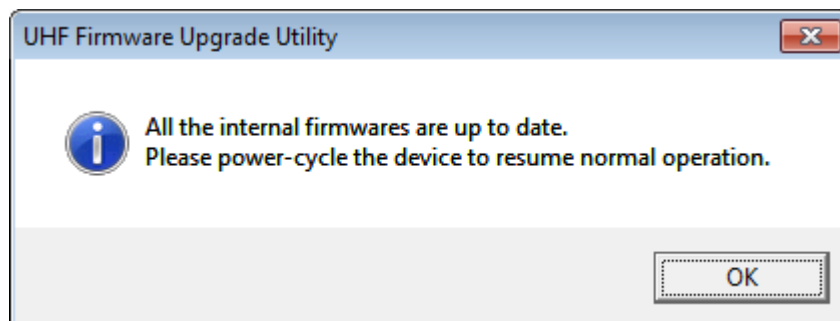 UHF Firmware Upgrade Utility
All the internal firmwares are up to date.
Please power-cycle the device to resume normal operation.
OK